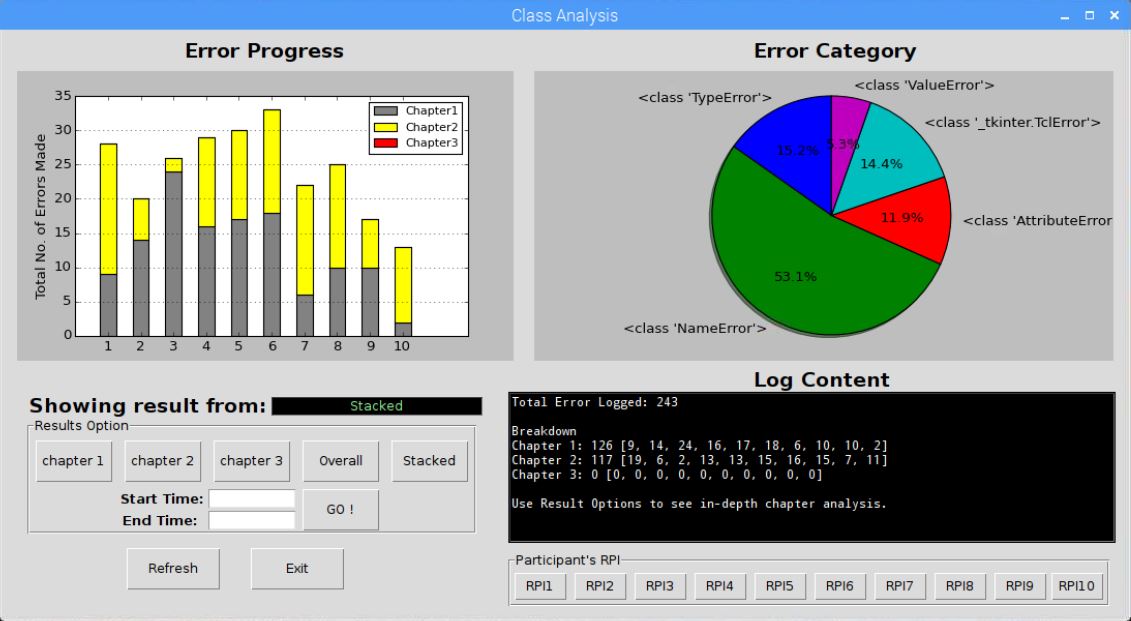 Class Analysis
Error Progress
Error Category
35
30
25
20
15
10
5
0
Total No. of Errors Made
Chapter1
Chapter2
Chapter3
1 2 3 4 5 6 7 8 9 10
<class 'ValueError'>
<class 'TypeError'>
<class '_tkinter.TclError'>
5.3%
15.2%
14.4%
11.9%
<class 'AttributeError
53.1%
<class 'NameError'>
Showing result from: Stacked
Results Option
chapter 1 chapter 2 chapter 3 Overall Stacked
Start Time:
End Time:
GO !
Refresh Exit
Log Content
Total Error Logged: 243
Breakdown
Chapter 1: 126 [9, 14, 24, 16, 17, 18, 6, 10, 10, 2]
Chapter 2: 117 [19, 6, 2, 13, 13, 15, 16, 15, 7, 11]
Chapter 3: 0 [0, 0, 0, 0, 0, 0, 0, 0, 0, 0]
Use Result Options to see in-depth chapter analysis.
Participant's RPI
RPI1 RPI2 RPI3 RPI4 RPI5 RPI6 RPI7 RPI8 RPI9 RPI10